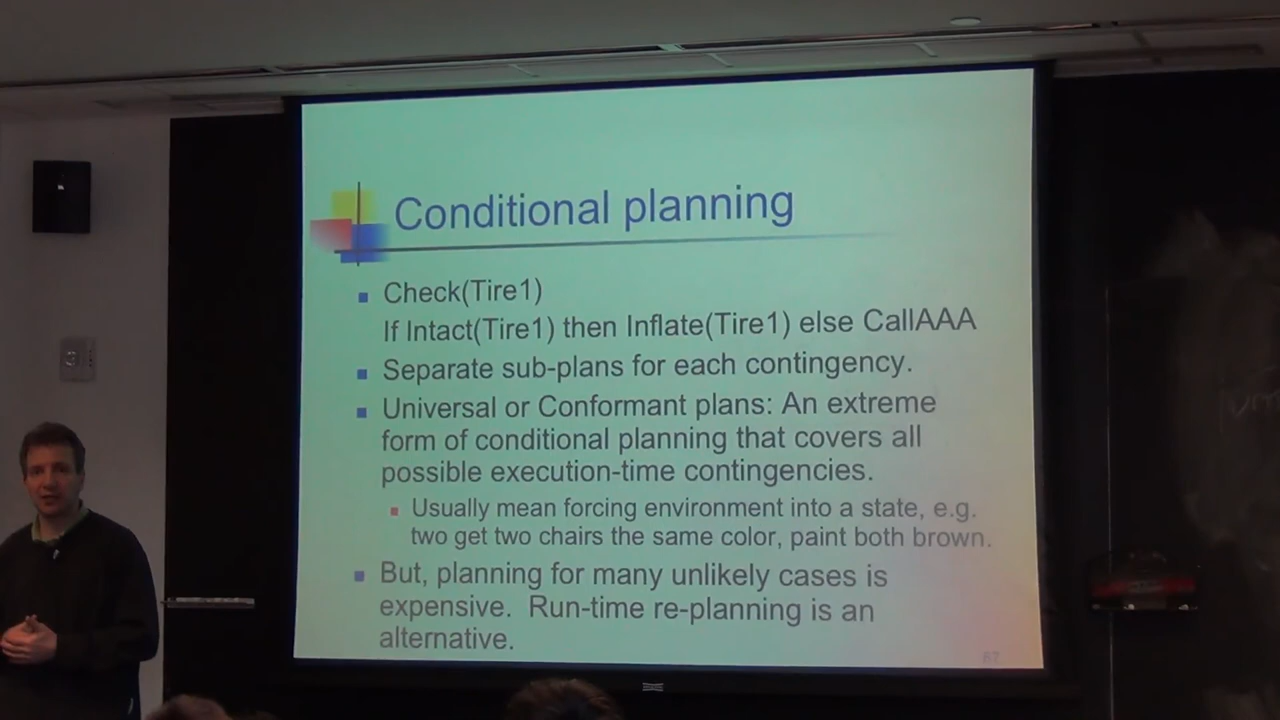 Conditional planning
Check(Tire1)
If Intact(Tire1) then Inflate(Tire1) else CallAAA
Separate sub-plans for each contingency.
Universal or Conformant plans: An extreme
form of conditional planning that covers all
possible execution-time contingencies.
Usually mean forcing environment into a state, e.g.
two get two chairs the same color, paint both brown.
But, planning for many unlikely cases is
expensive. Run-time re-planning is an
alternative.
67